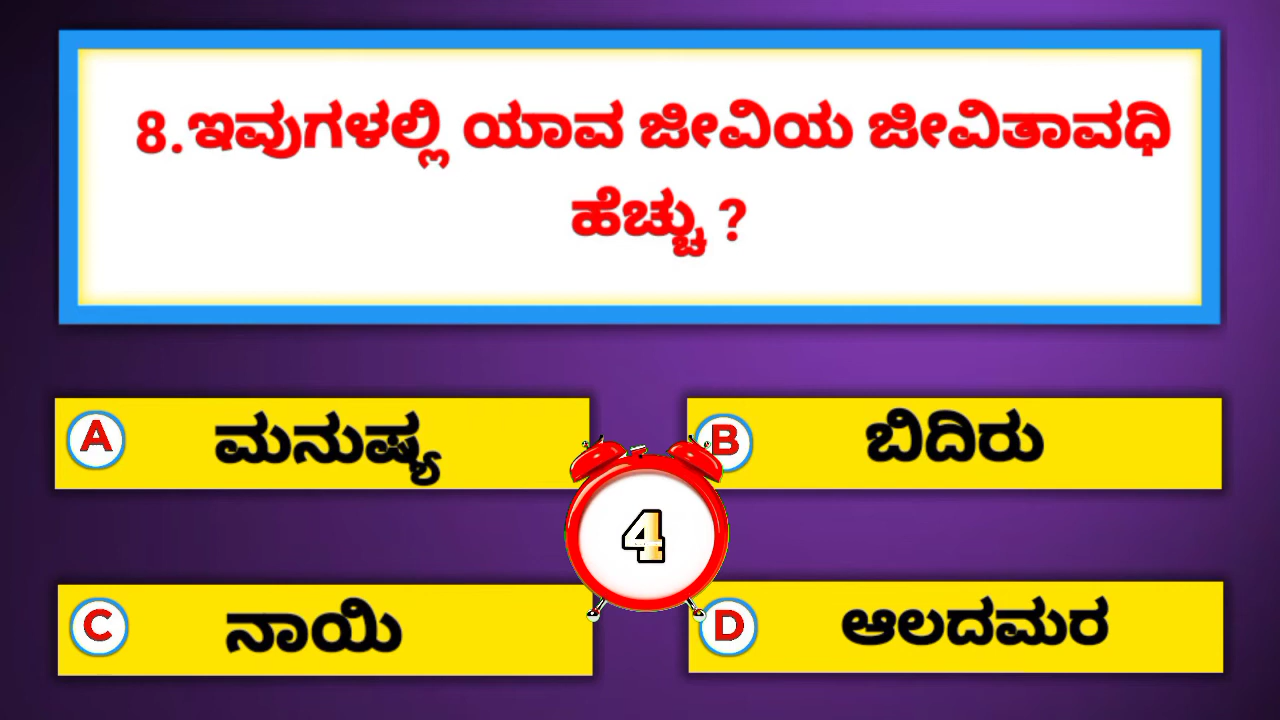 8.ಇವುಗಳಲ್ಲಿ ಯಾವ ಜೀವಿಯ ಜೀವಿತಾವಧಿ
ಹೆಚ್ಚು ?
A ಮನುಷ್ಯ
B ಬಿದಿರು
4
C ನಾಯಿ
D ಆಲದಮರ